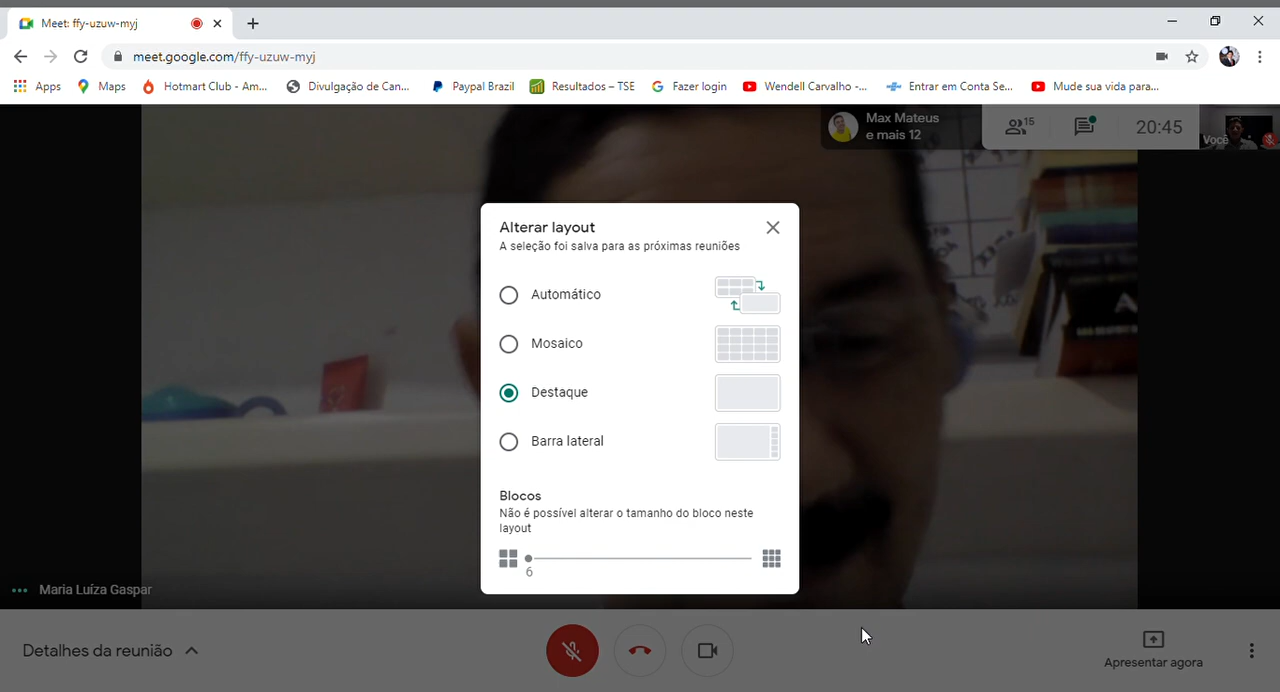 Meet: ffy-uzuw-myj
meet.google.com/ffy-uzuw-myj
Apps
Maps
Hotmart Club - Am...
Divulgação de Can...
Paypal Brazil
Resultados – TSE
Fazer login
Wendell Carvalho -...
Entrar em Conta Se...
Mude sua vida para...
Max Mateus
e mais 12
15
20:45
Você
Alterar layout
A seleção foi salva para as próximas reuniões
Automático
Mosaico
Destaque
Barra lateral
Blocos
Não é possível alterar o tamanho do bloco neste
layout
6
Maria Luíza Gaspar
Detalhes da reunião
Apresentar agora